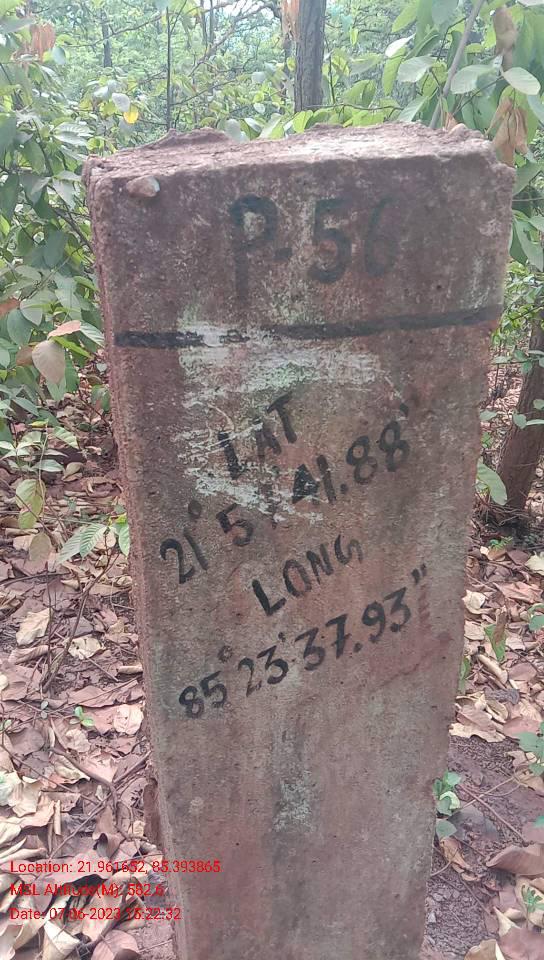 P-56
LAT
21° 41.88"
LONG
85°23'37.93"
Location: 21.961652, 85.393865
MSL Altitude(M): 582.6
Date: 07-06-2023 15:22:32